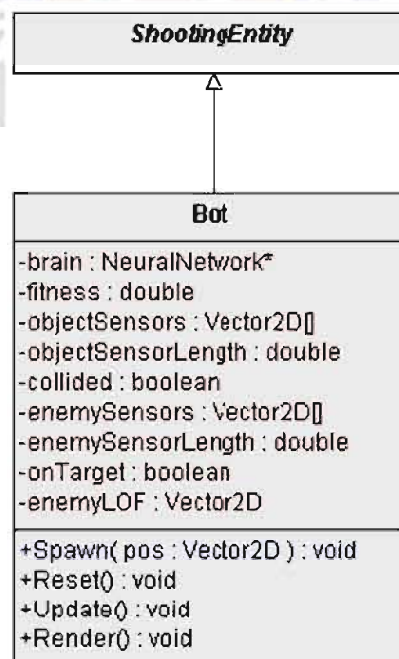 ShootingEntity
Bot
-brain : NeuralNetwork*
-fitness : double
-objectSensors : Vector2D[]
-objectSensorLength : double
-collided : boolean
-enemySensors : Vector2D[]
-enemySensorLength : double
-onTarget : boolean
-enemyLOF : Vector2D
+Spawn( pos : Vector2D ) : void
+Reset() : void
+Update() : void
+Render() : void